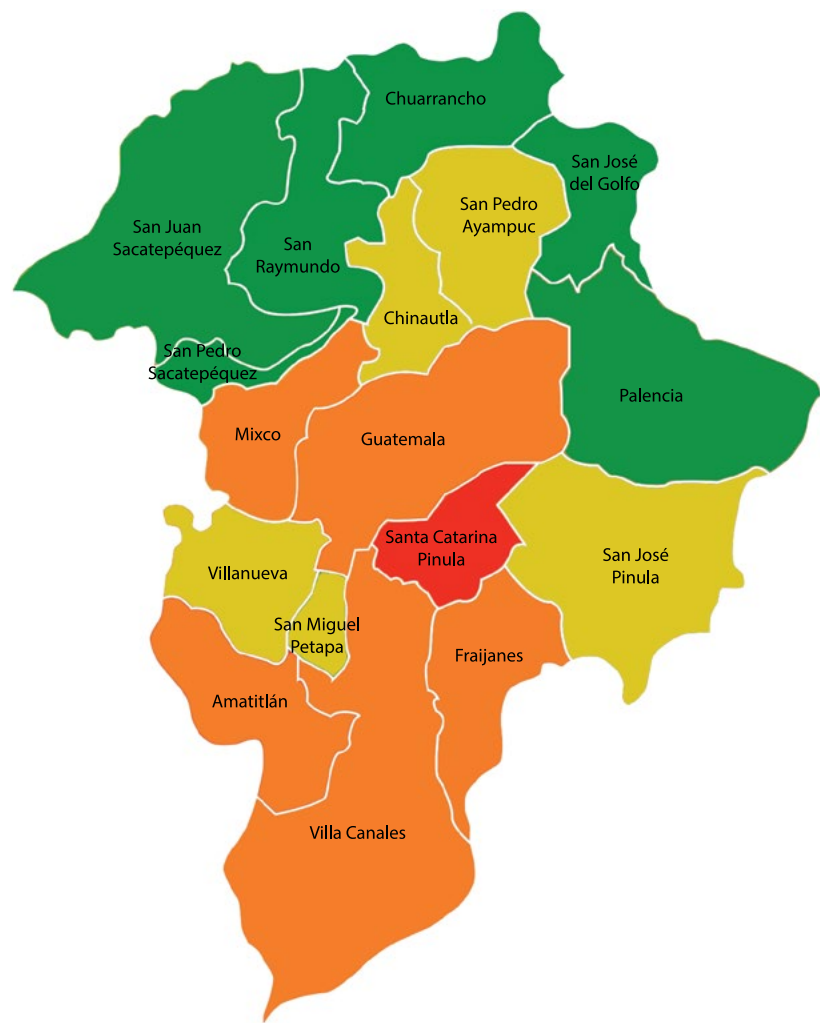 Chuarrancho
San José
del Golfo
San Pedro
Ayampuc
San Juan
Sacatepéquez
San
Raymundo
Chinautla
San Pedro
Sacatepéquez
Palencia
Mixco
Guatemala
Santa Catarina
Pinula
San José
Pinula
Villanueva
San Miguel
Petapa
Fraijanes
Amatitlán
Villa Canales